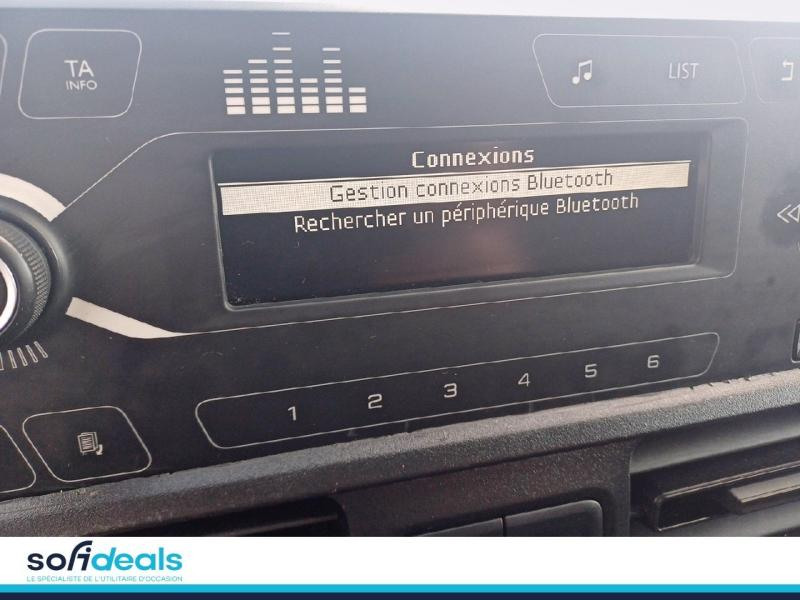 TA
INFO
LIST
Connexions
Gestion connexions Bluetooth
Rechercher un périphérique Bluetooth
1 2 3 4 5 6
sofideals
LE SPÉCIALISTE DE L'UTILITAIRE D'OCCASION